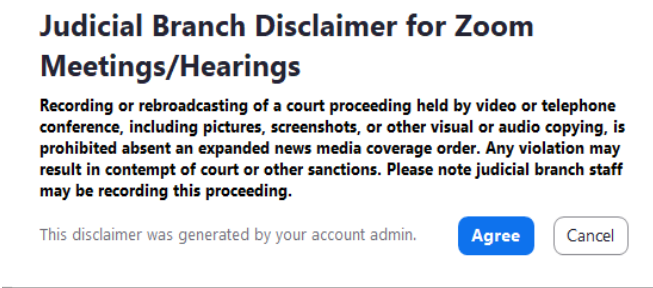 Judicial Branch Disclaimer for Zoom
Meetings/Hearings
Recording or rebroadcasting of a court proceeding held by video or telephone
conference, including pictures, screenshots, or other visual or audio copying, is
prohibited absent an expanded news media coverage order. Any violation may
result in contempt of court or other sanctions. Please note judicial branch staff
may be recording this proceeding.
This disclaimer was generated by your account admin.
Agree
Cancel